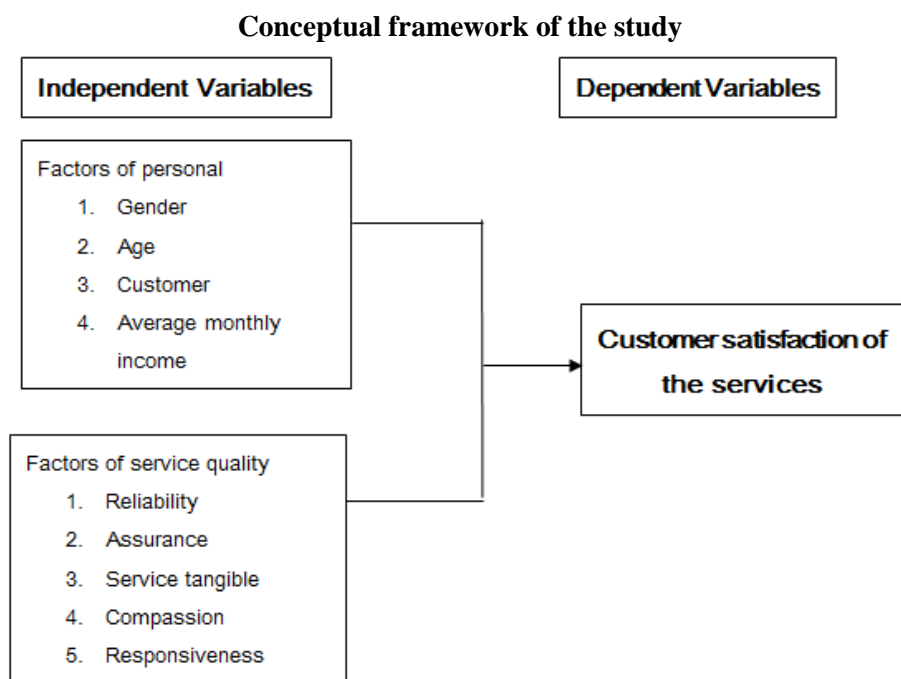 Conceptual framework of the study
Independent Variables
Dependent Variables
Factors of personal
1. Gender
2. Age
3. Customer
4. Average monthly
income
Customer satisfaction of
the services
Factors of service quality
1. Reliability
2. Assurance
3. Service tangible
4. Compassion
5. Responsiveness